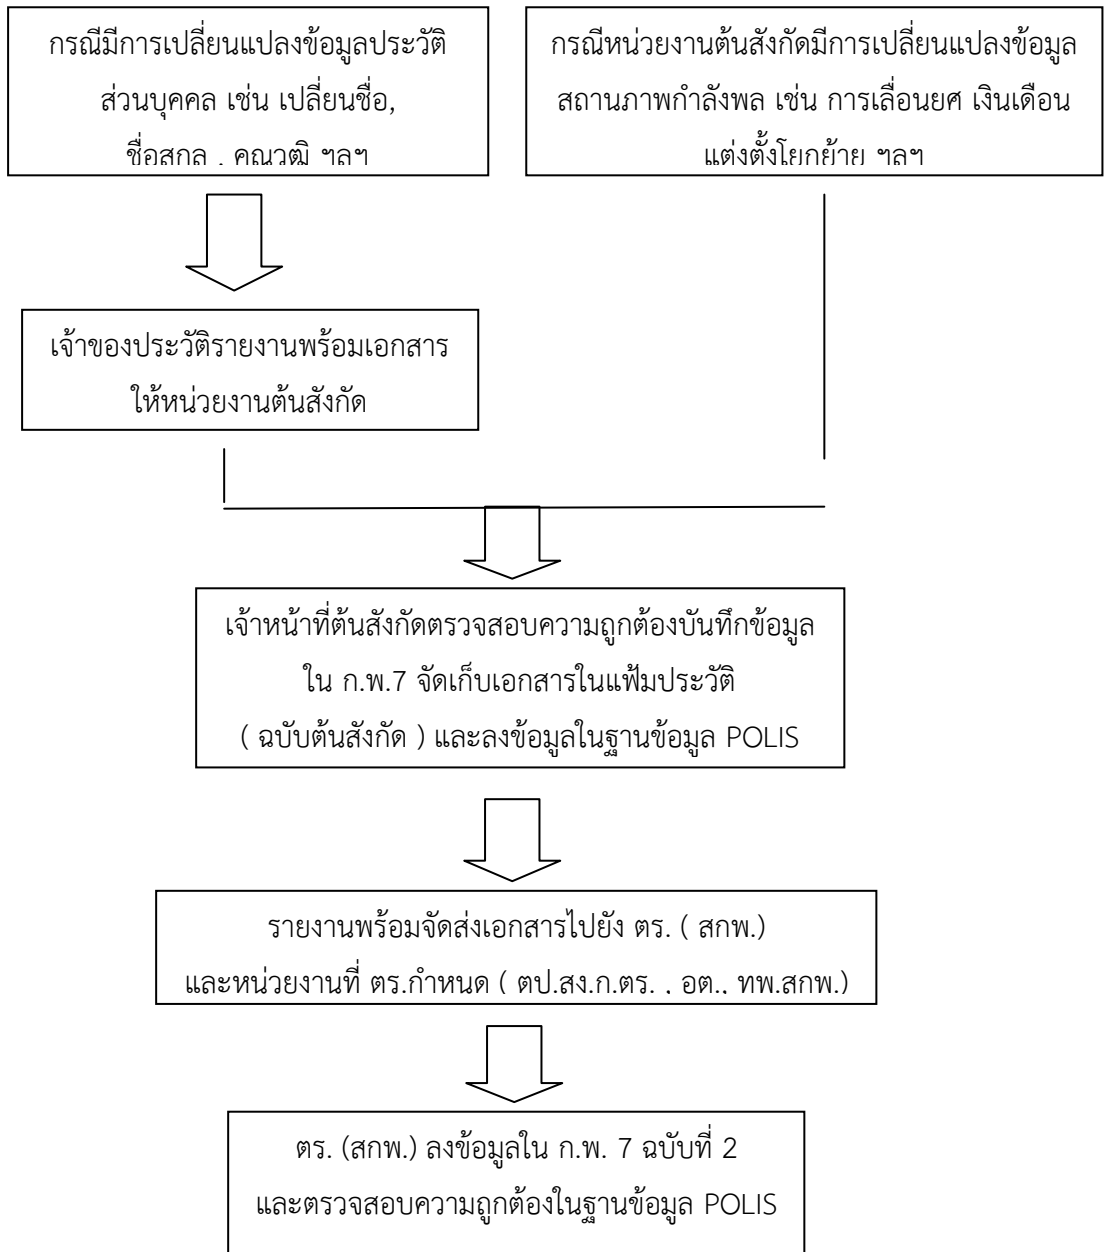 กรณีมีการเปลี่ยนแปลงข้อมูลประวัติ
ส่วนบุคคล เช่น เปลี่ยนชื่อ,
ชื่อสกุล , คุณวุฒิ ฯลฯ
กรณีหน่วยงานต้นสังกัดมีการเปลี่ยนแปลงข้อมูล
สถานภาพกำลังพล เช่น การเลื่อนยศ เงินเดือน
แต่งตั้งโยกย้าย ฯลฯ
เจ้าของประวัติรายงานพร้อมเอกสาร
ให้หน่วยงานต้นสังกัด
เจ้าหน้าที่ต้นสังกัดตรวจสอบความถูกต้องบันทึกข้อมูล
ใน ก.พ.7 จัดเก็บเอกสารในแฟ้มประวัติ
( ฉบับต้นสังกัด ) และลงข้อมูลในฐานข้อมูล POLIS
รายงานพร้อมจัดส่งเอกสารไปยัง ตร. ( สกพ.)
และหน่วยงานที่ ตร.กำหนด ( ตป.สง.ก.ตร. , อต., ทพ.สกพ.)
ตร. (สกพ.) ลงข้อมูลใน ก.พ. 7 ฉบับที่ 2
และตรวจสอบความถูกต้องในฐานข้อมูล POLIS